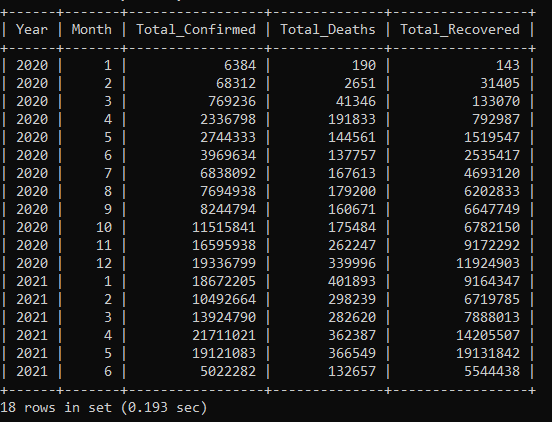 +------+-------+-----------------+--------------+-----------------+
| Year | Month | Total_Confirmed | Total_Deaths | Total_Recovered |
+------+-------+-----------------+--------------+-----------------+
| 2020 |     1 |            6384 |          190 |             143 |
| 2020 |     2 |           68312 |         2651 |           31405 |
| 2020 |     3 |          769236 |        41346 |          133070 |
| 2020 |     4 |         2336798 |       191833 |          792987 |
| 2020 |     5 |         2744333 |       144561 |         1519547 |
| 2020 |     6 |         3969634 |       137757 |         2535417 |
| 2020 |     7 |         6838092 |       167613 |         4693120 |
| 2020 |     8 |         7694938 |       179200 |         6202833 |
| 2020 |     9 |         8244794 |       160671 |         6647749 |
| 2020 |    10 |        11515841 |       175484 |         6782150 |
| 2020 |    11 |        16595938 |       262247 |         9172292 |
| 2020 |    12 |        19336799 |       339996 |        11924903 |
| 2021 |     1 |        18672205 |       401893 |         9164347 |
| 2021 |     2 |        10492664 |       298239 |         6719785 |
| 2021 |     3 |        13924790 |       282620 |         7888013 |
| 2021 |     4 |        21711021 |       362387 |        14205507 |
| 2021 |     5 |        19121083 |       366549 |        19131842 |
| 2021 |     6 |         5022282 |       132657 |         5544438 |
+------+-------+-----------------+--------------+-----------------+
18 rows in set (0.193 sec)